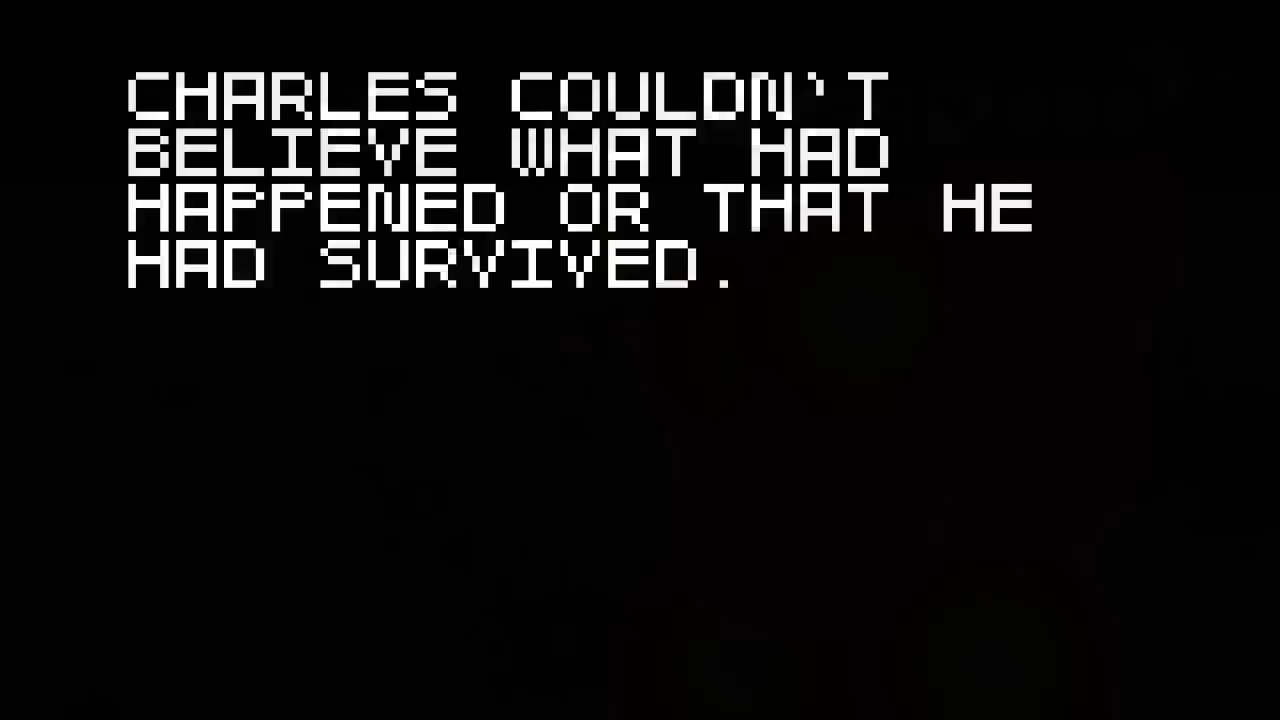 CHARLES COULDN'T
BELIEVE WHAT HAD
HAPPENED OR THAT HE
HAD SURVIVED.